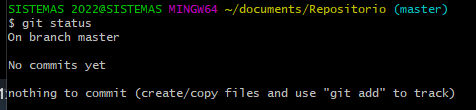 SISTEMAS 2022@SISTEMAS MINGW64 ~/documents/Repositorio (master)
$ git status
On branch master
No commits yet
nothing to commit (create/copy files and use "git add" to track)